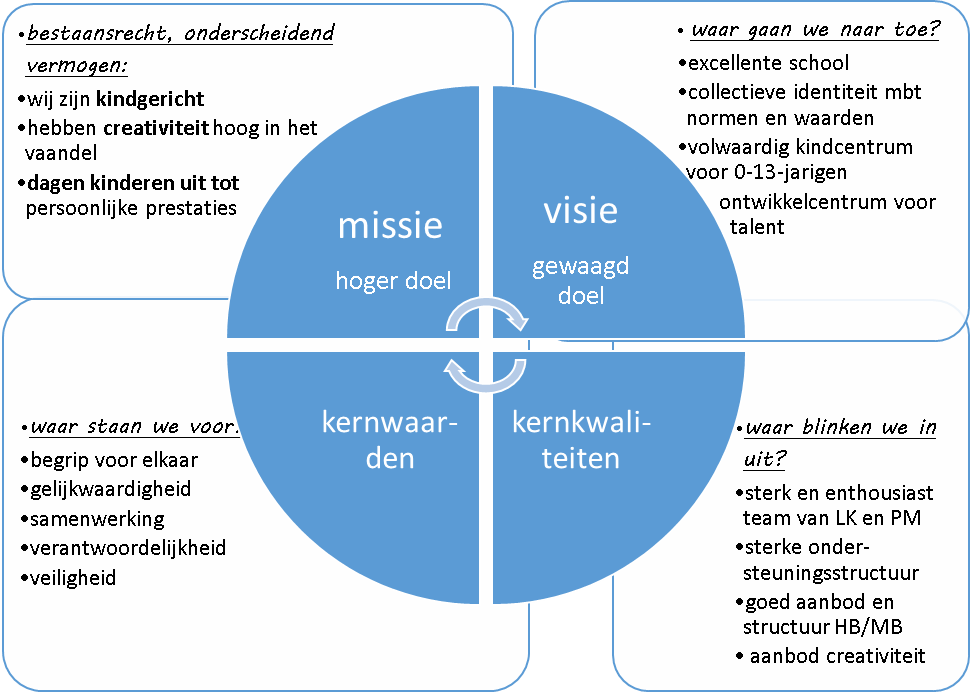 •bestaansrecht, onderscheidend
vermogen:
•wij zijn kindgericht
•hebben creativiteit hoog in het
vaandel
•dagen kinderen uit tot
persoonlijke prestaties
• waar gaan we naar toe?
•excellente school
•collectieve identiteit mbt
normen en waarden
•volwaardig kindcentrum
voor 0-13-jarigen
ontwikkelcentrum voor
talent
missie
hoger doel
visie
gewaagd
doel
kernwaar-
den
kernkwali-
teiten
•waar staan we voor:
•begrip voor elkaar
•gelijkwaardigheid
•samenwerking
•verantwoordelijkheid
•veiligheid
•waar blinken we in
uit?
•sterk en enthousiast
team van LK en PM
•sterke onder-
steuningsstructuur
•goed aanbod en
structuur HB/MB
• aanbod creativiteit